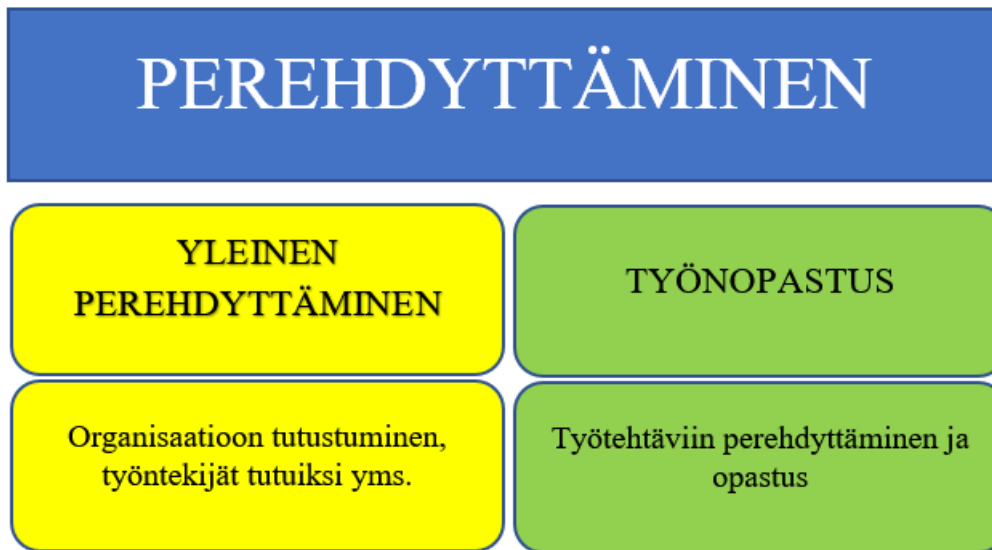 PEREHDYTTÄMINEN
YLEINEN
PEREHDYTTÄMINEN
Organisaatioon tutustuminen,
työntekijät tutuiksi yms.
TYÖNOPASTUS
Työtehtäviin perehdyttäminen ja
opastus